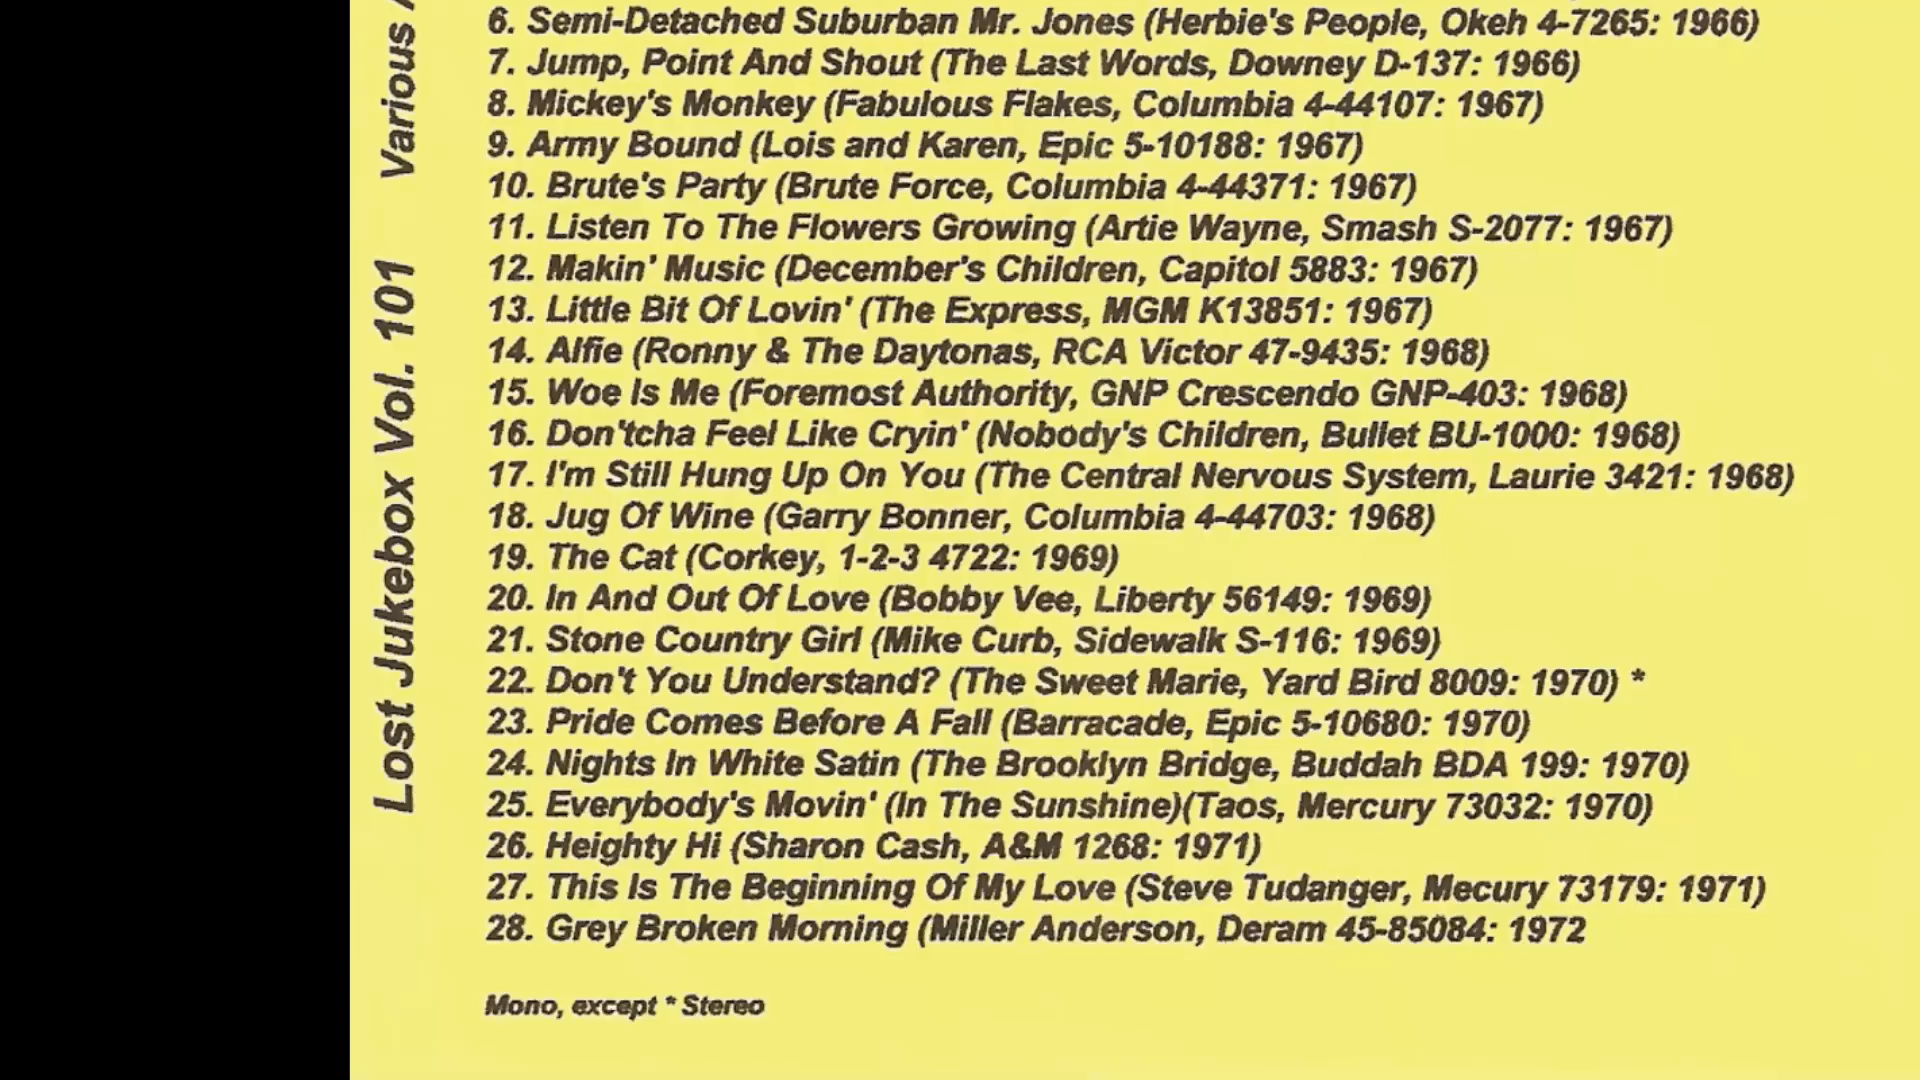 Lost Jukebox Vol. 101 Various
6. Semi-Detached Suburban Mr. Jones (Herbie's People, Okeh 4-7265: 1966)
7. Jump, Point And Shout (The Last Words, Downey D-137: 1966)
8. Mickey's Monkey (Fabulous Flakes, Columbia 4-44107: 1967)
9. Army Bound (Lois and Karen, Epic 5-10188: 1967)
10. Brute's Party (Brute Force, Columbia 4-44371: 1967)
11. Listen To The Flowers Growing (Artie Wayne, Smash S-2077: 1967)
12. Makin' Music (December's Children, Capitol 5883: 1967)
13. Little Bit Of Lovin' (The Express, MGM K13851: 1967)
14. Alfie (Ronny & The Daytonas, RCA Victor 47-9435: 1968)
15. Woe Is Me (Foremost Authority, GNP Crescendo GNP-403: 1968)
16. Don'tcha Feel Like Cryin' (Nobody's Children, Bullet BU-1000: 1968)
17. I'm Still Hung Up On You (The Central Nervous System, Laurie 3421: 1968)
18. Jug Of Wine (Garry Bonner, Columbia 4-44703: 1968)
19. The Cat (Corkey, 1-2-3 4722: 1969)
20. In And Out Of Love (Bobby Vee, Liberty 56149: 1969)
21. Stone Country Girl (Mike Curb, Sidewalk S-116: 1969)
22. Don't You Understand? (The Sweet Marie, Yard Bird 8009: 1970) *
23. Pride Comes Before A Fall (Barracade, Epic 5-10680: 1970)
24. Nights In White Satin (The Brooklyn Bridge, Buddah BDA 199: 1970)
25. Everybody's Movin' (In The Sunshine)(Taos, Mercury 73032: 1970)
26. Heighty Hi (Sharon Cash, A&M 1268: 1971)
27. This Is The Beginning Of My Love (Steve Tudanger, Mecury 73179: 1971)
28. Grey Broken Morning (Miller Anderson, Deram 45-85084: 1972
Mono, except * Stereo